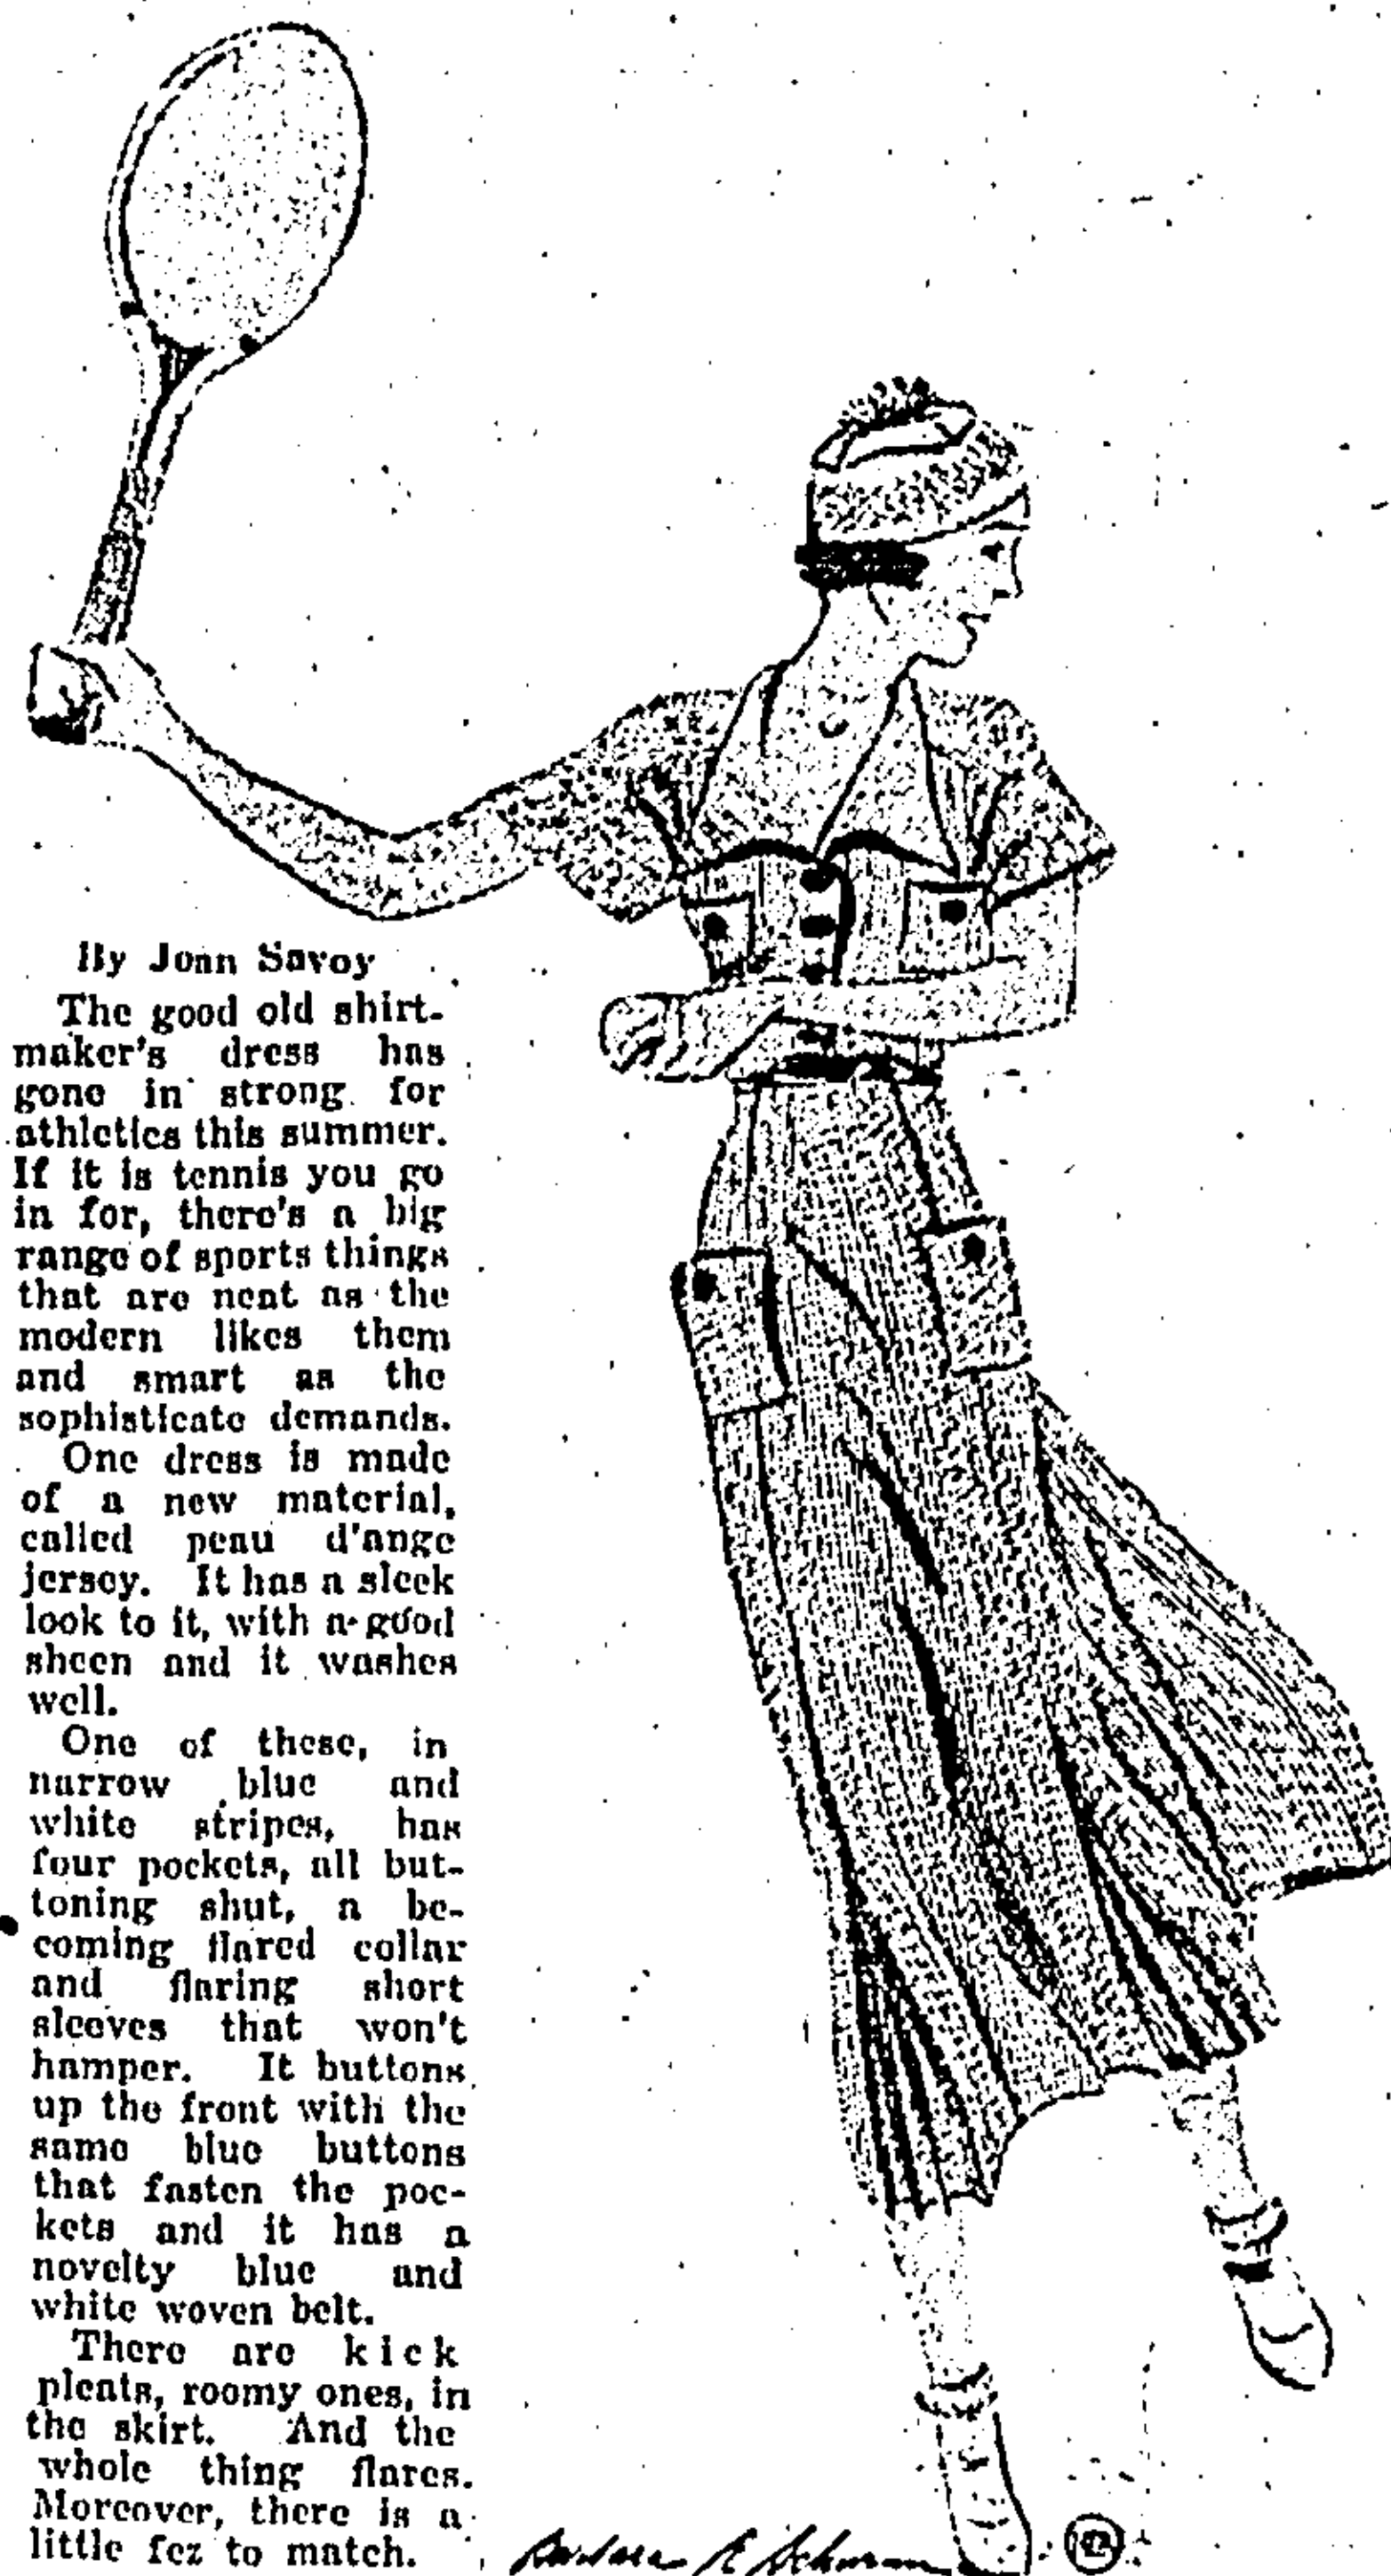 By Joan Savoy
The good old shirt-
maker's dress has
gone in strong for
athletics this summer.
If it is tennis you go
in for, there's a big
range of sports things
that are neat as the
modern likes them
and smart as the
sophisticate demands.
One dress is made
of a new material,
called peau d'ange
jersey. It has a sleek
look to it, with a good
sheen and it washes
well.
One of these, in
narrow blue and
white stripes, has
four pockets, all but-
toning shut, a be-
coming flared collar
and flaring short
sleeves that won't
hamper. It buttons
up the front with the
same blue buttons
that fasten the poc-
kets and it has a
novelty blue and
white woven belt.
There are kick
pleats, roomy ones, in
the skirt. And the
whole thing flares.
Moreover, there is a
little fez to match.